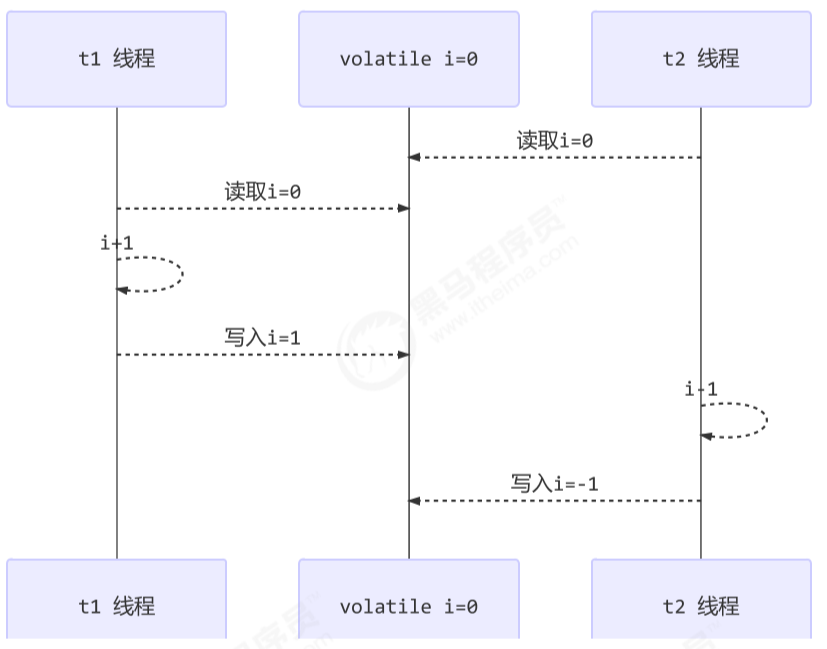 t1 线程
volatile i=0
t2 线程
读取i=0
读取i=0
i+1
写入i=1
i-1
写入i=-1
t1 线程
volatile i=0
t2 线程
黑马程序员
www.itheima.com